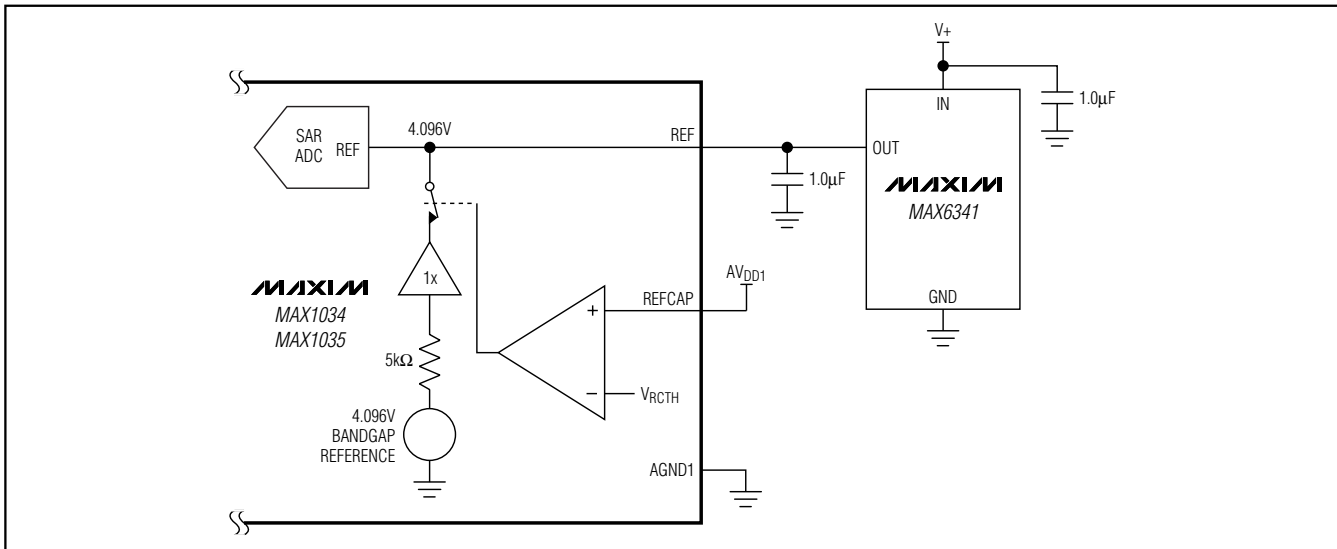 V+
IN
1.0µF
SAR
ADC
REF
4.096V
REF
OUT
1.0µF
MAXIM
MAX6341
GND
1x
MAXIM
MAX1034
MAX1035
AVDD1
REFCAP
+
5kΩ
−
VRCTH
4.096V
BANDGAP
REFERENCE
AGND1